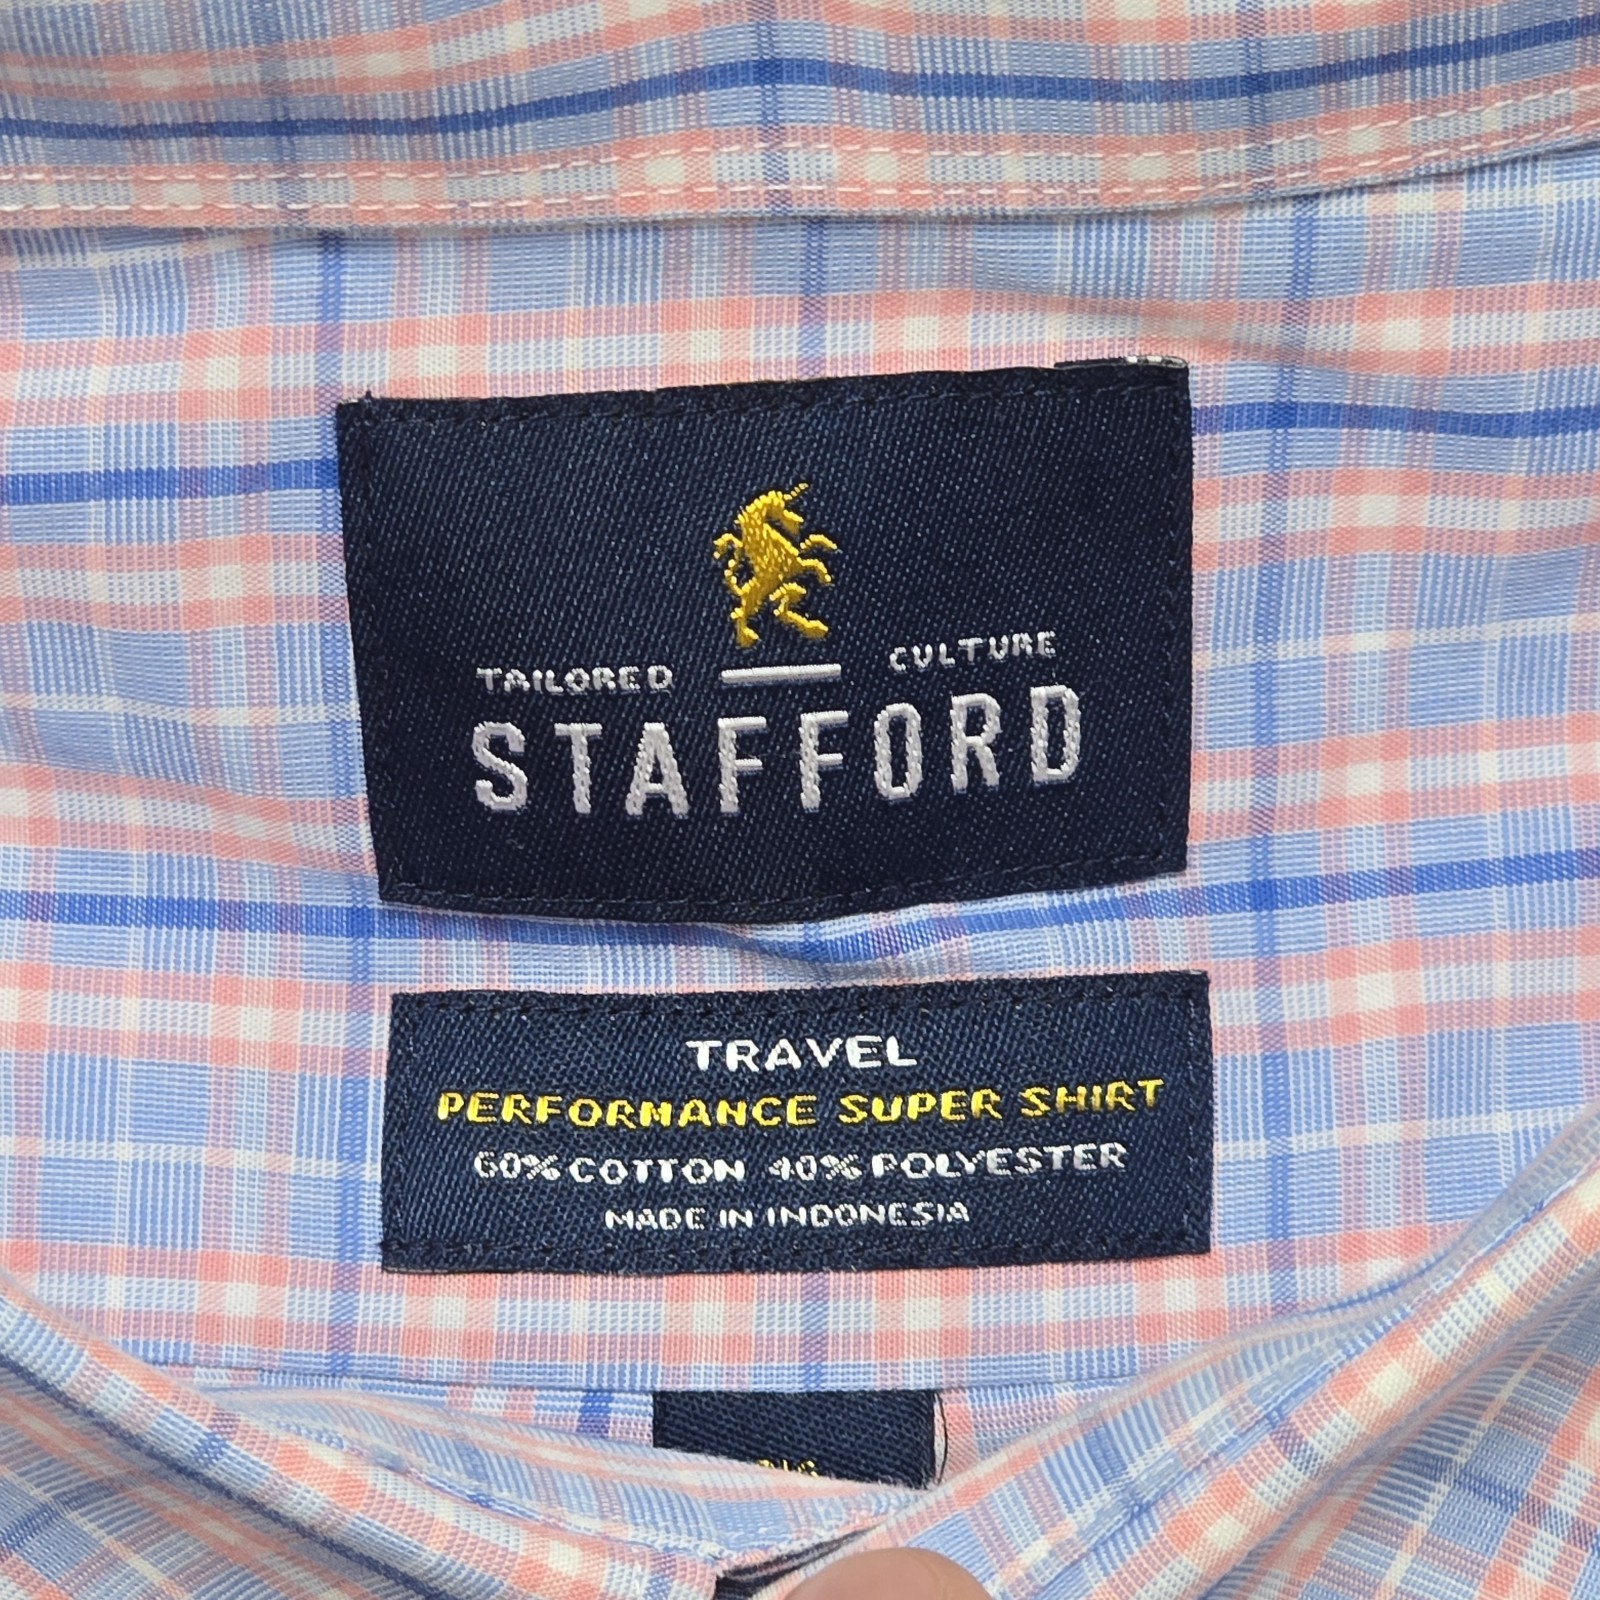 TAILORED CULTURE
STAFFORD
TRAVEL
PERFORMANCE SUPER SHIRT
60% COTTON 40% POLYESTER
MADE IN INDONESIA